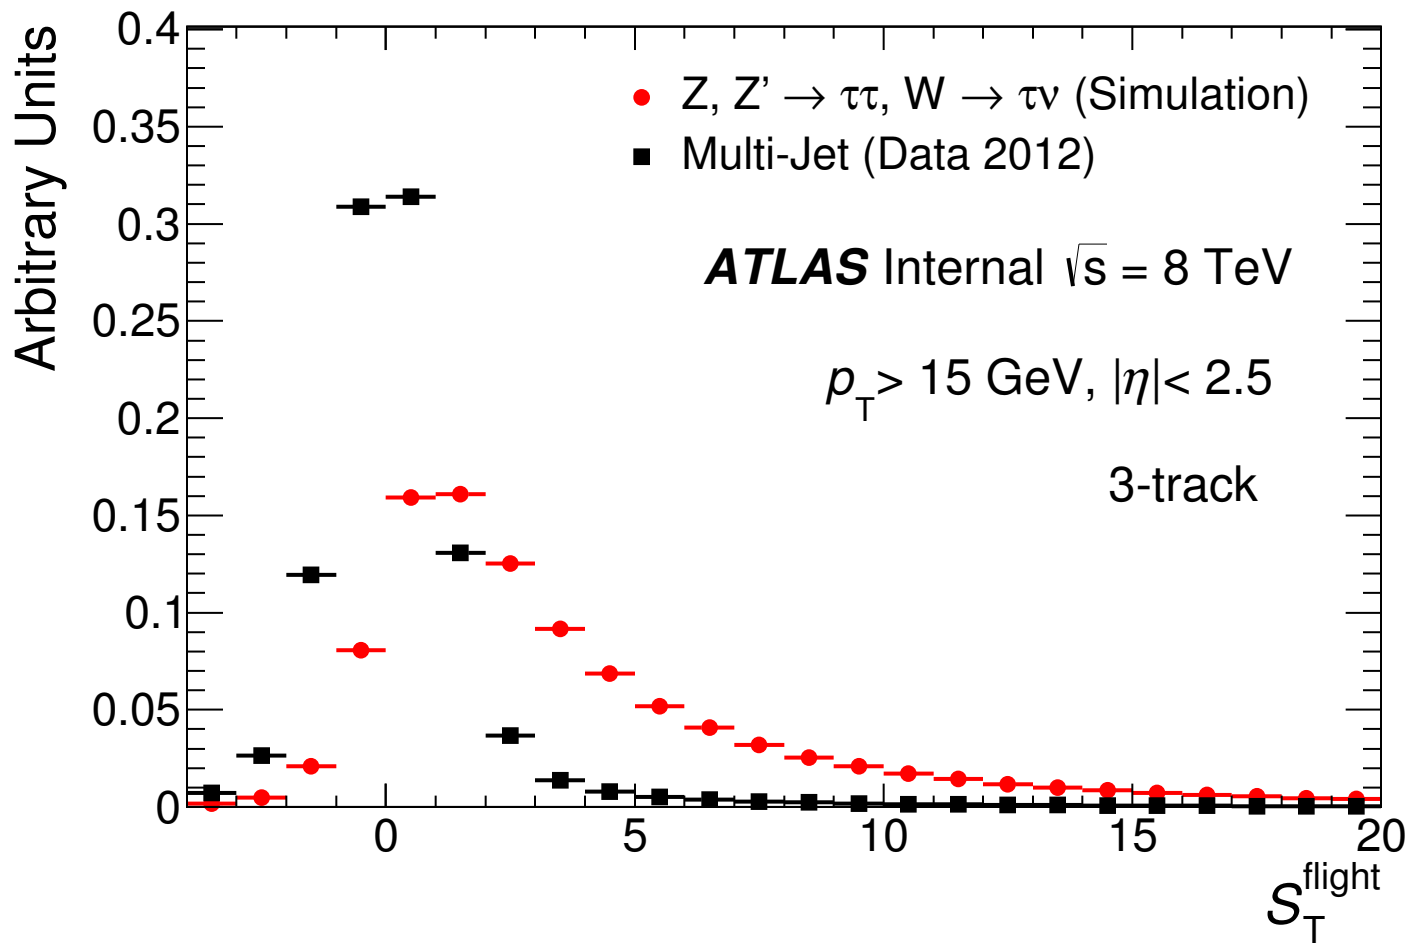 Arbitrary Units
0.4
0.35
0.3
0.25
0.2
0.15
0.1
0.05
0
Z, Z’ → ττ, W → τν (Simulation)
Multi-Jet (Data 2012)
ATLAS Internal √s = 8 TeV
p_T> 15 GeV, |η|< 2.5
3-track
0 5 10 15 20
S_T^flight